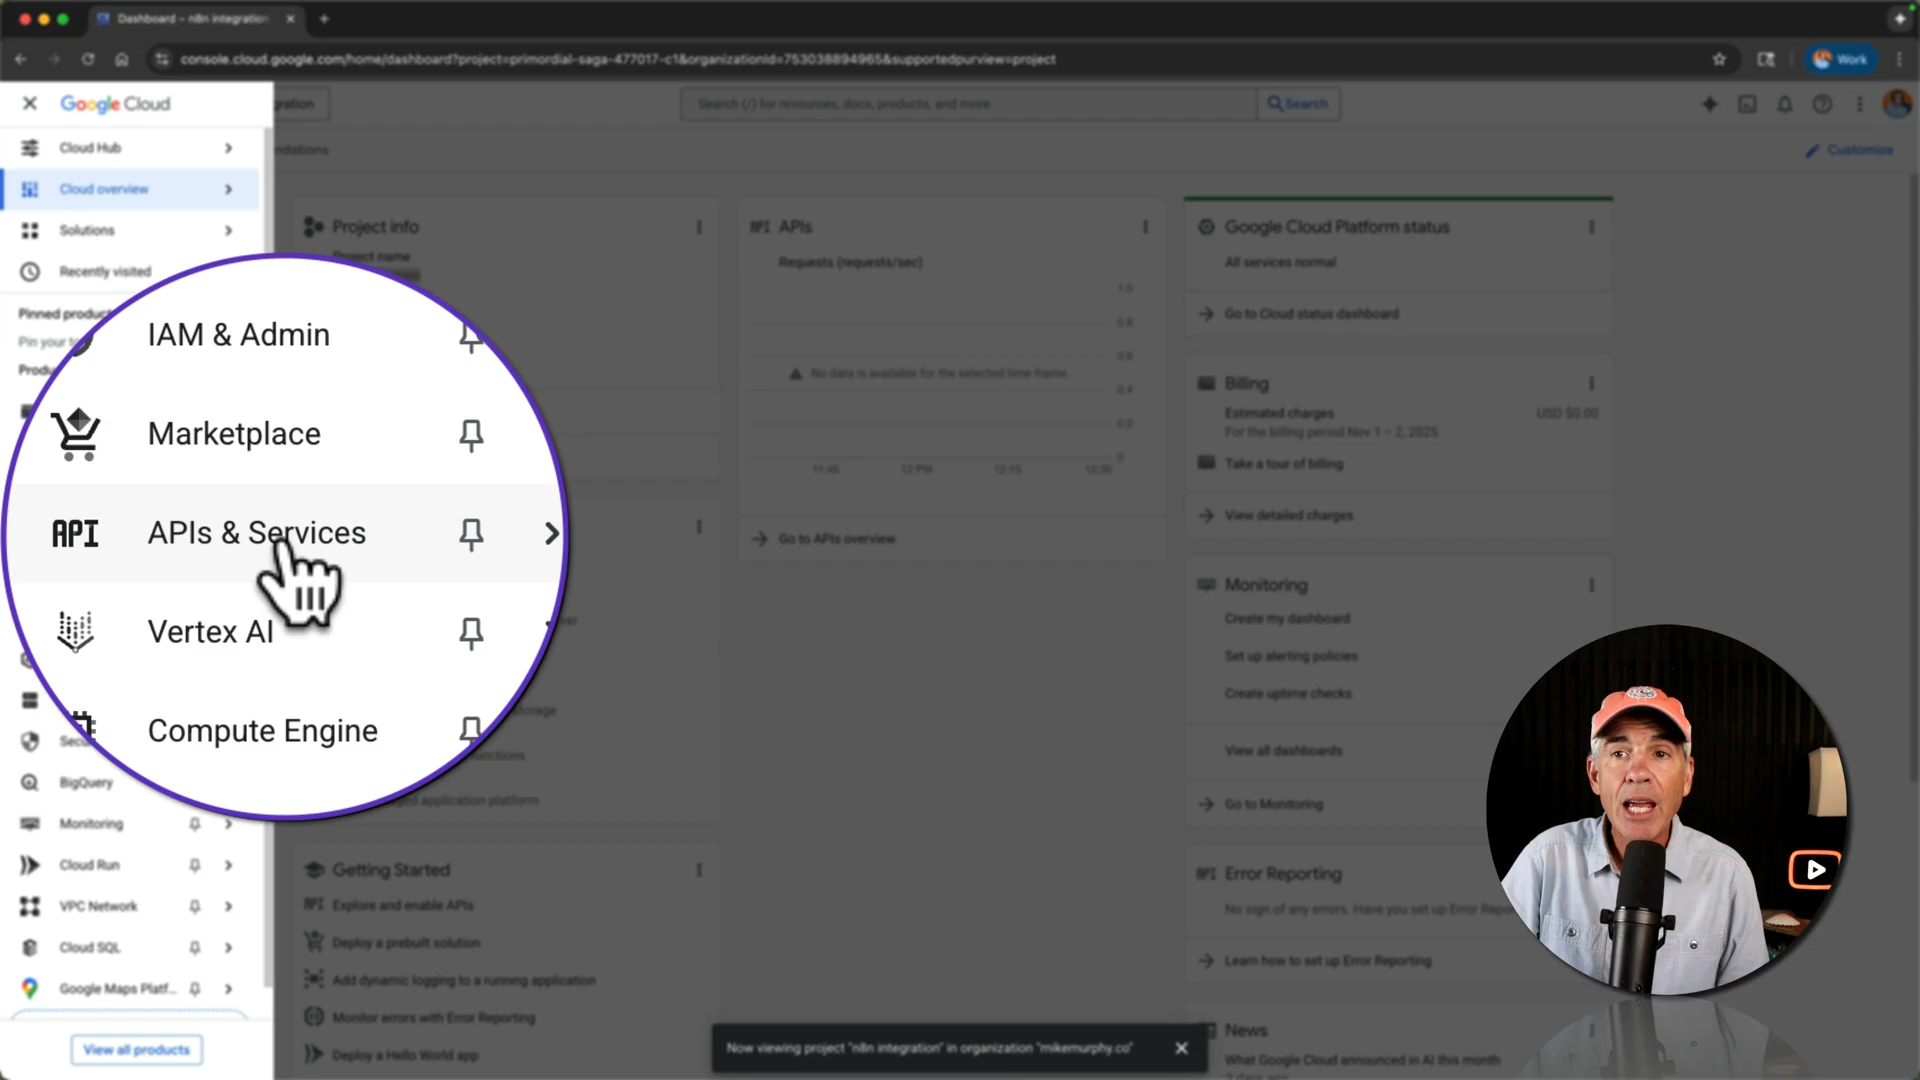 Dashboard – n8n integration
console.cloud.google.com/home/dashboard?project=primordial-saga-477017-c1&organizationId=753038894965&supportedpurview=project
Work
Google Cloud
Search (/) for resources, docs, products, and more
Search
Cloud Hub
Customize
Cloud overview
Solutions
Recently visited
Project info
Project name
API APIs
Requests (requests/sec)
1.0
0.8
0.6
0.4
0.2
0
No data is available for the selected time frame.
11:45 12 PM 12:15 12:30
Go to APIs overview
Google Cloud Platform status
All services normal
Go to Cloud status dashboard
Billing
Estimated charges USD $0.00
For the billing period Nov 1 – 2, 2025
Take a tour of billing
View detailed charges
Monitoring
Create my dashboard
Set up alerting policies
Create uptime checks
View all dashboards
Go to Monitoring
API Error Reporting
No sign of any errors. Have you set up Error
Learn how to set up Error Reporting
News
What Google Cloud announced in AI this month
IAM & Admin
Marketplace
API APIs & Services
Vertex AI
Compute Engine
BigQuery
Monitoring
Cloud Run
VPC Network
Cloud SQL
Google Maps Platf...
View all products
Getting Started
API Explore and enable APIs
Deploy a prebuilt solution
Add dynamic logging to a running application
Monitor errors with Error Reporting
Deploy a Hello World app
Now viewing project "n8n integration" in organization "mikemurphy.co"